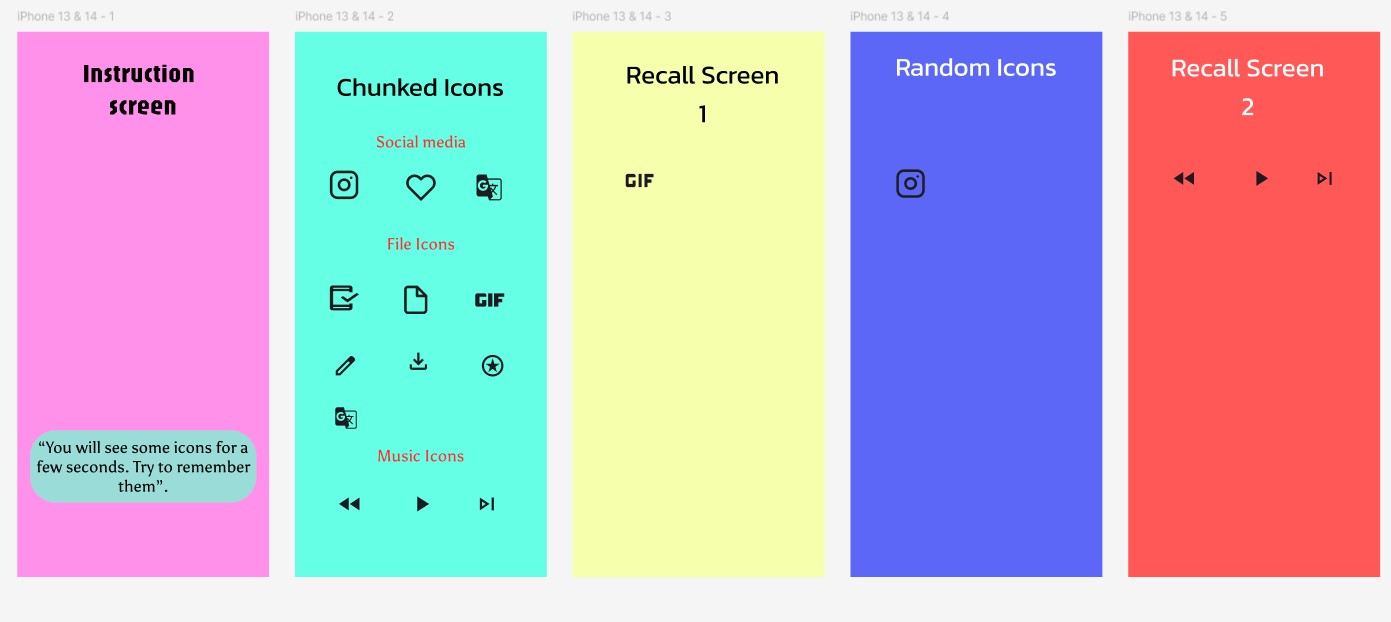 iPhone 13 & 14 - 1
Instruction
screen
“You will see some icons for a
few seconds. Try to remember
them”.
iPhone 13 & 14 - 2
Chunked Icons
Social media
G 文
File Icons
GIF
G 文
Music Icons
iPhone 13 & 14 - 3
Recall Screen
1
GIF
iPhone 13 & 14 - 4
Random Icons
iPhone 13 & 14 - 5
Recall Screen
2